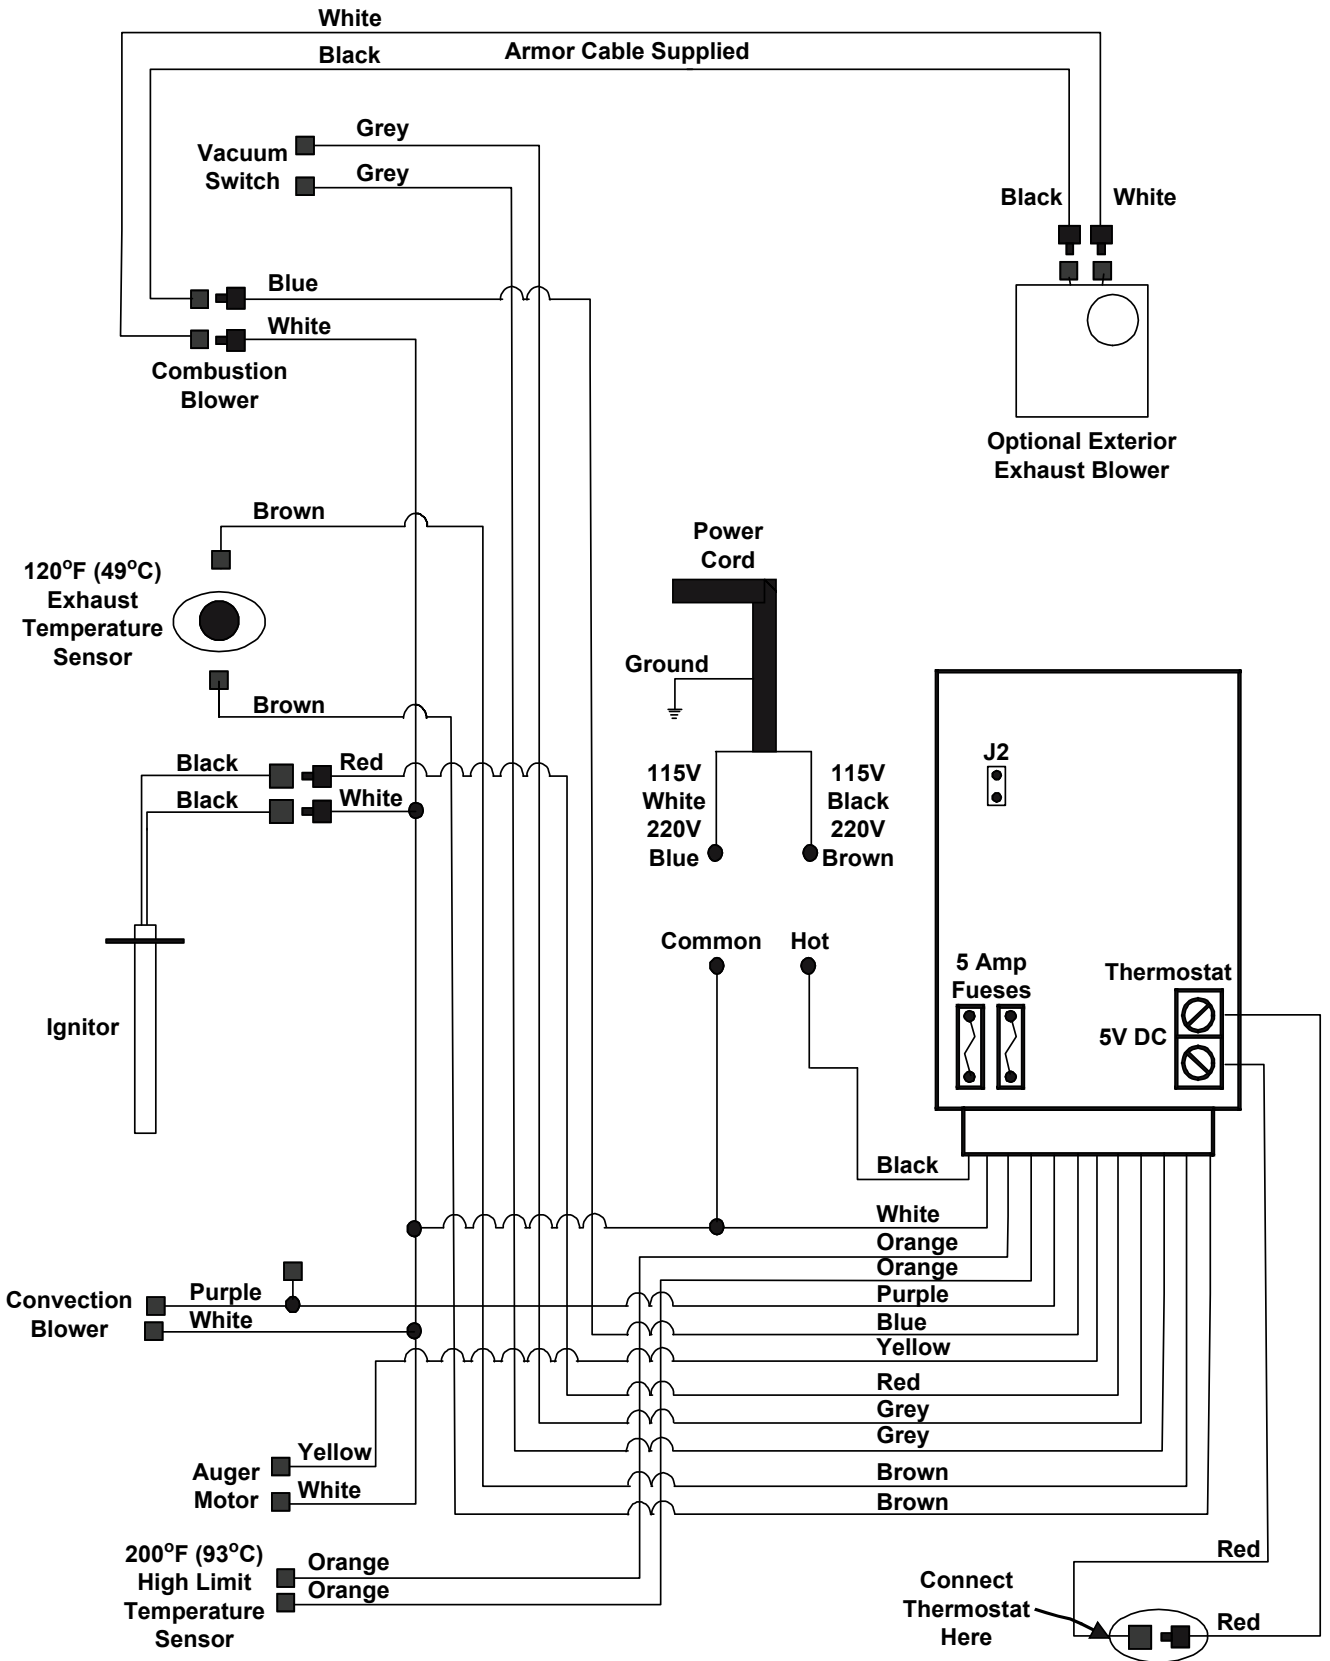 White
Black
Armor Cable Supplied
Grey
Vacuum
Switch
Grey
Black
White
Blue
White
Combustion
Blower
Optional Exterior
Exhaust Blower
Brown
Power
Cord
120°F (49°C)
Exhaust
Temperature
Sensor
Ground
Brown
J2
Black
Red
Black
White
115V
White
220V
Blue
115V
Black
220V
Brown
Common
Hot
5 Amp
Fueses
Thermostat
5V DC
Ignitor
Black
White
Orange
Orange
Purple
Blue
Yellow
Red
Grey
Grey
Brown
Brown
Convection
Blower
Purple
White
Auger
Motor
Yellow
White
200°F (93°C)
High Limit
Temperature
Sensor
Orange
Orange
Connect
Thermostat
Here
Red
Red